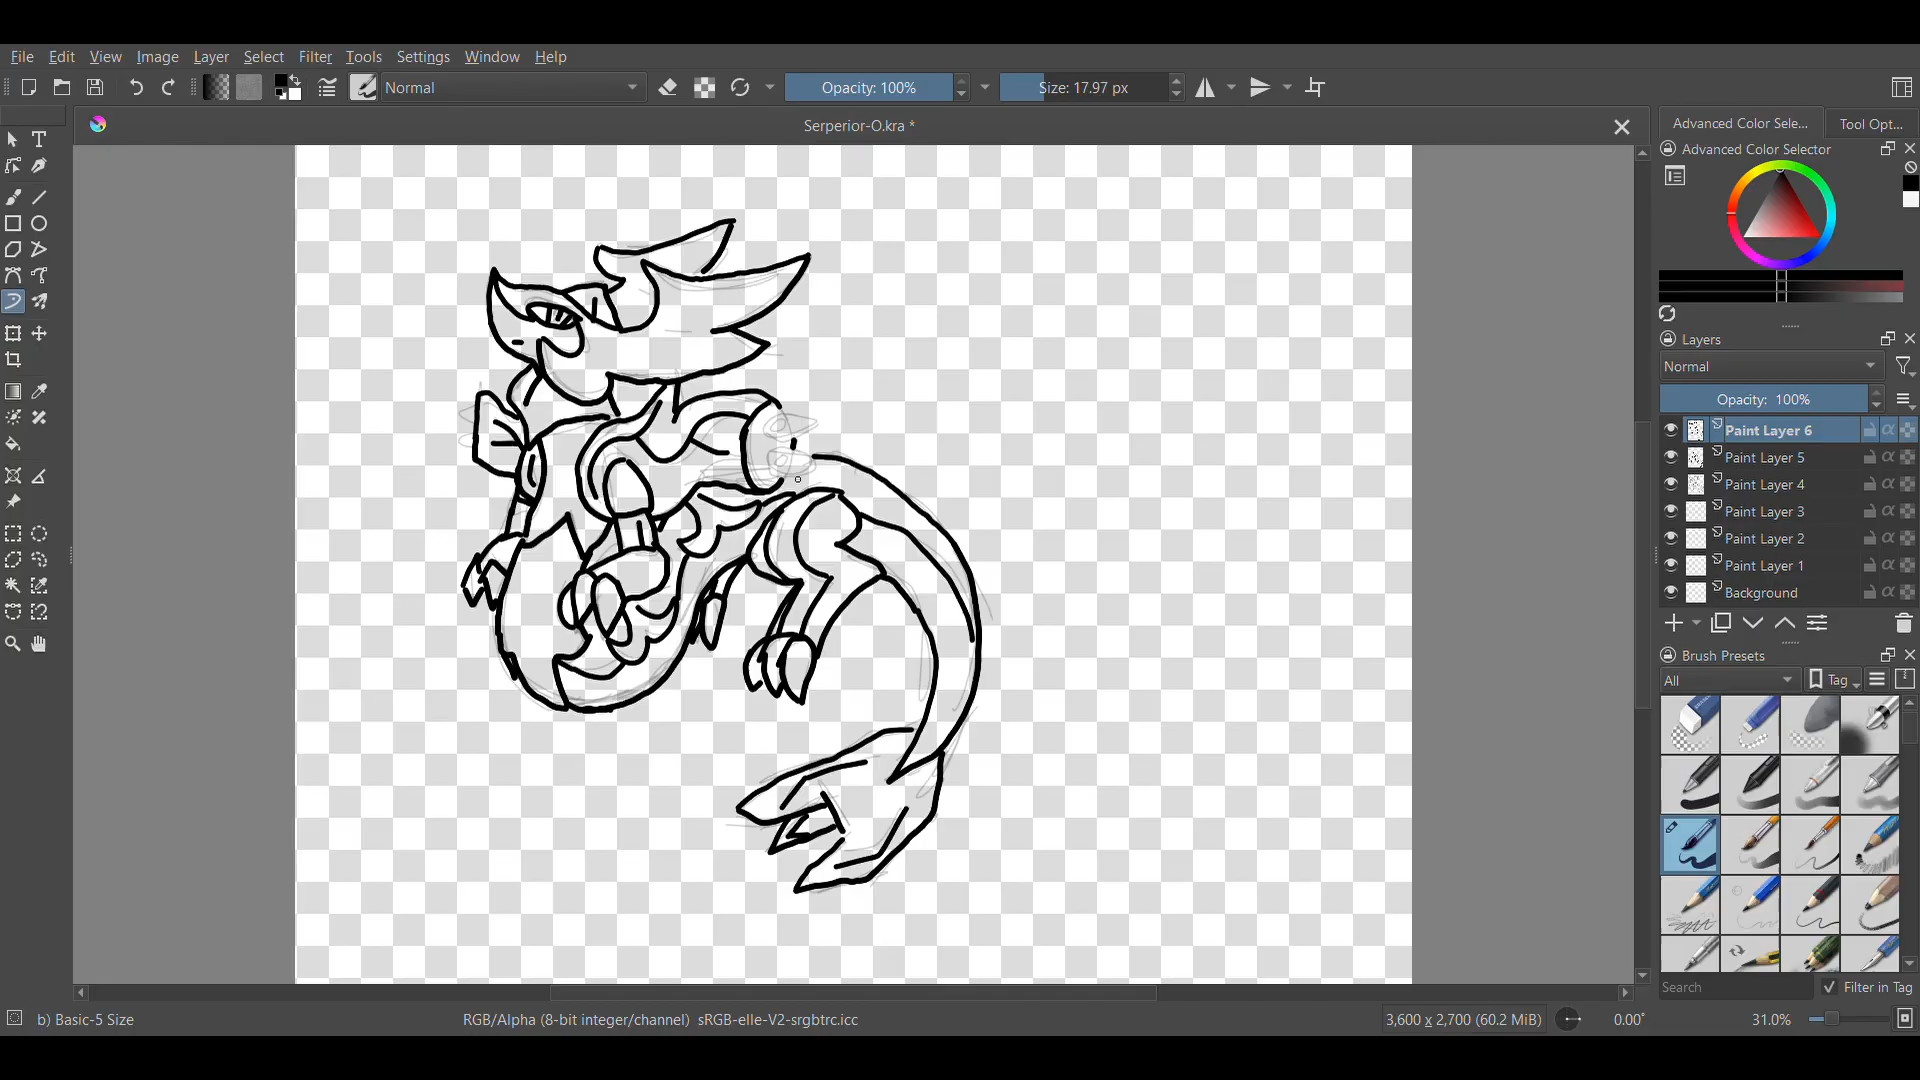 File Edit View Image Layer Select Filter Tools Settings Window Help
Normal Opacity: 100% Size: 17.97 px
Serperior-O.kra *
Advanced Color Sele... Tool Opt...
Advanced Color Selector
Layers
Normal
Opacity: 100%
Paint Layer 6
Paint Layer 5
Paint Layer 4
Paint Layer 3
Paint Layer 2
Paint Layer 1
Background
Brush Presets
All Tag
Search Filter in Tag
b) Basic-5 Size RGB/Alpha (8-bit integer/channel) sRGB-elle-V2-srgbtrc.icc 3,600 x 2,700 (60.2 MiB) 0.00° 31.0%